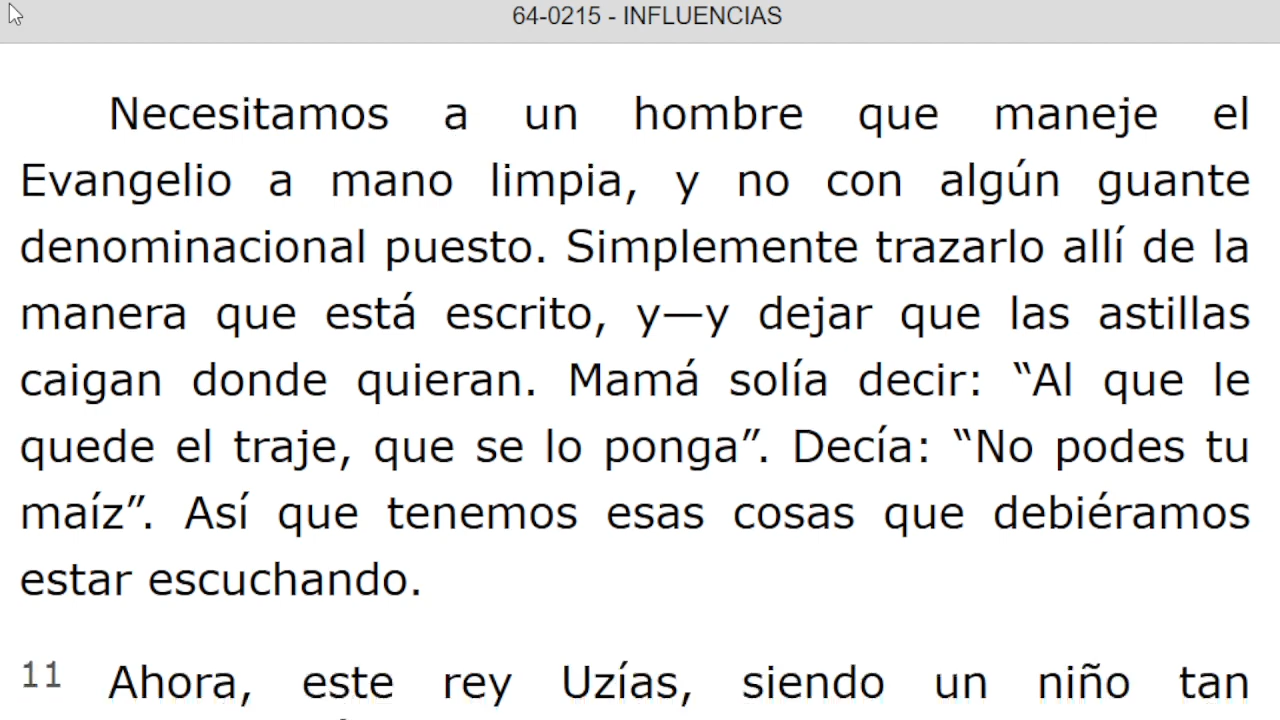 64-0215 - INFLUENCIAS
Necesitamos a un hombre que maneje el
Evangelio a mano limpia, y no con algún guante
denominacional puesto. Simplemente trazarlo allí de la
manera que está escrito, y—y dejar que las astillas
caigan donde quieran. Mamá solía decir: “Al que le
quede el traje, que se lo ponga”. Decía: “No podes tu
maíz”. Así que tenemos esas cosas que debiéramos
estar escuchando.
11 Ahora, este rey Uzías, siendo un niño tan